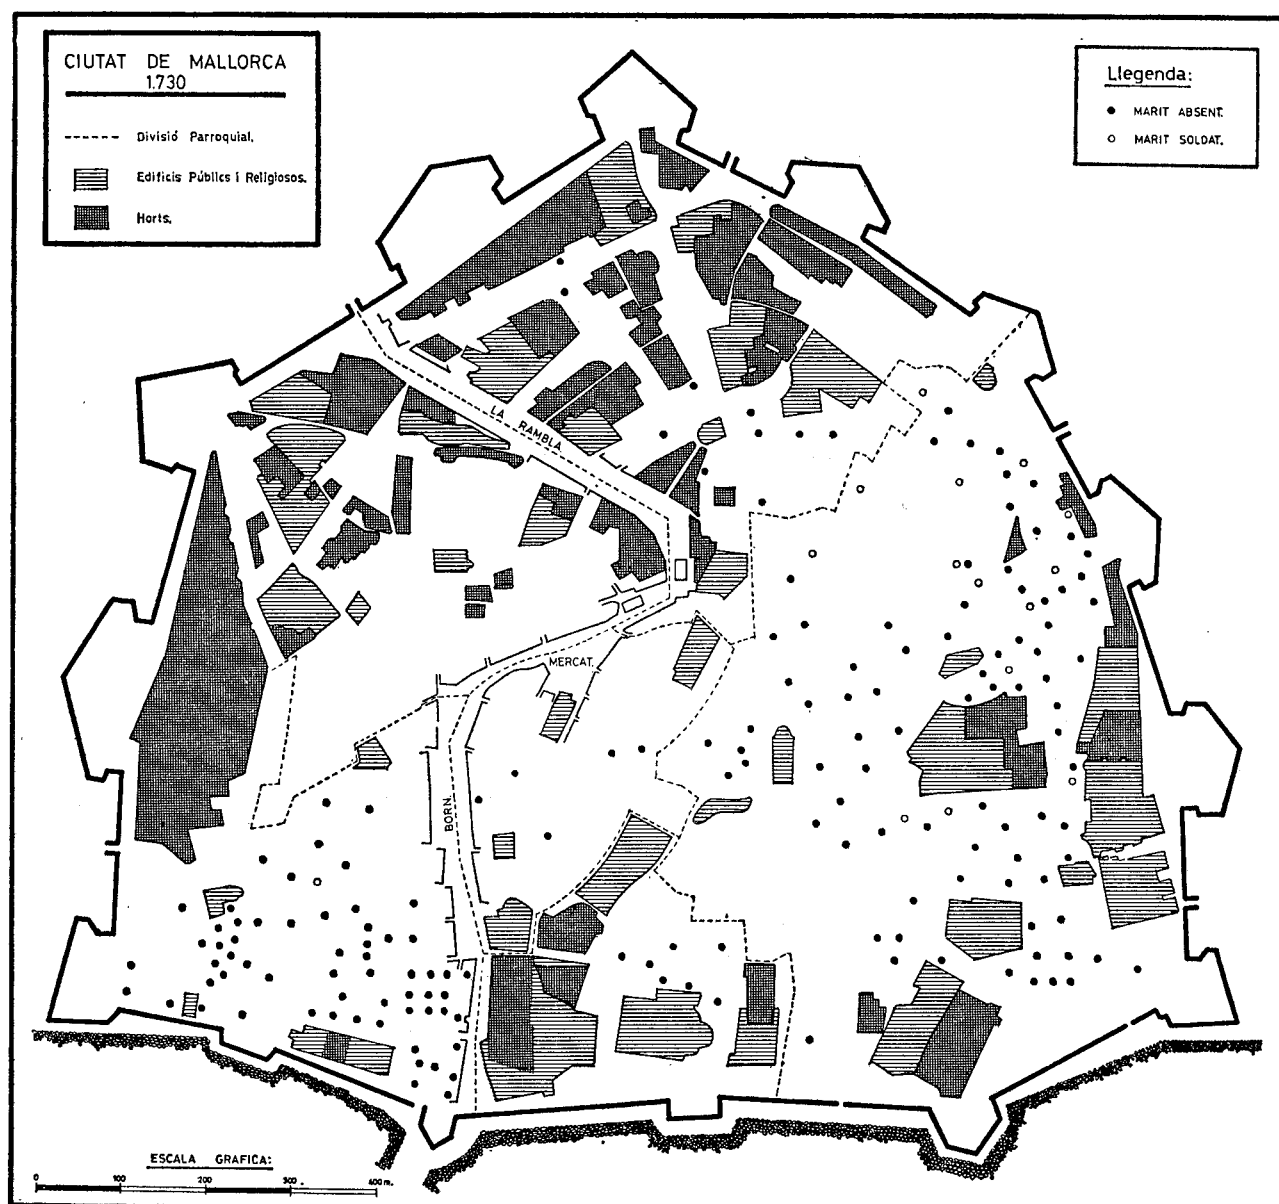 CIUTAT DE MALLORCA
1.730
Divisió Parroquial.
Edificis Públics i Religiosos.
Horts.
Llegenda:
MARIT ABSENT.
MARIT SOLDAT.
LA RAMBLA
MERCAT.
BORN.
ESCALA GRAFICA:
0 100 200 300 400 m.